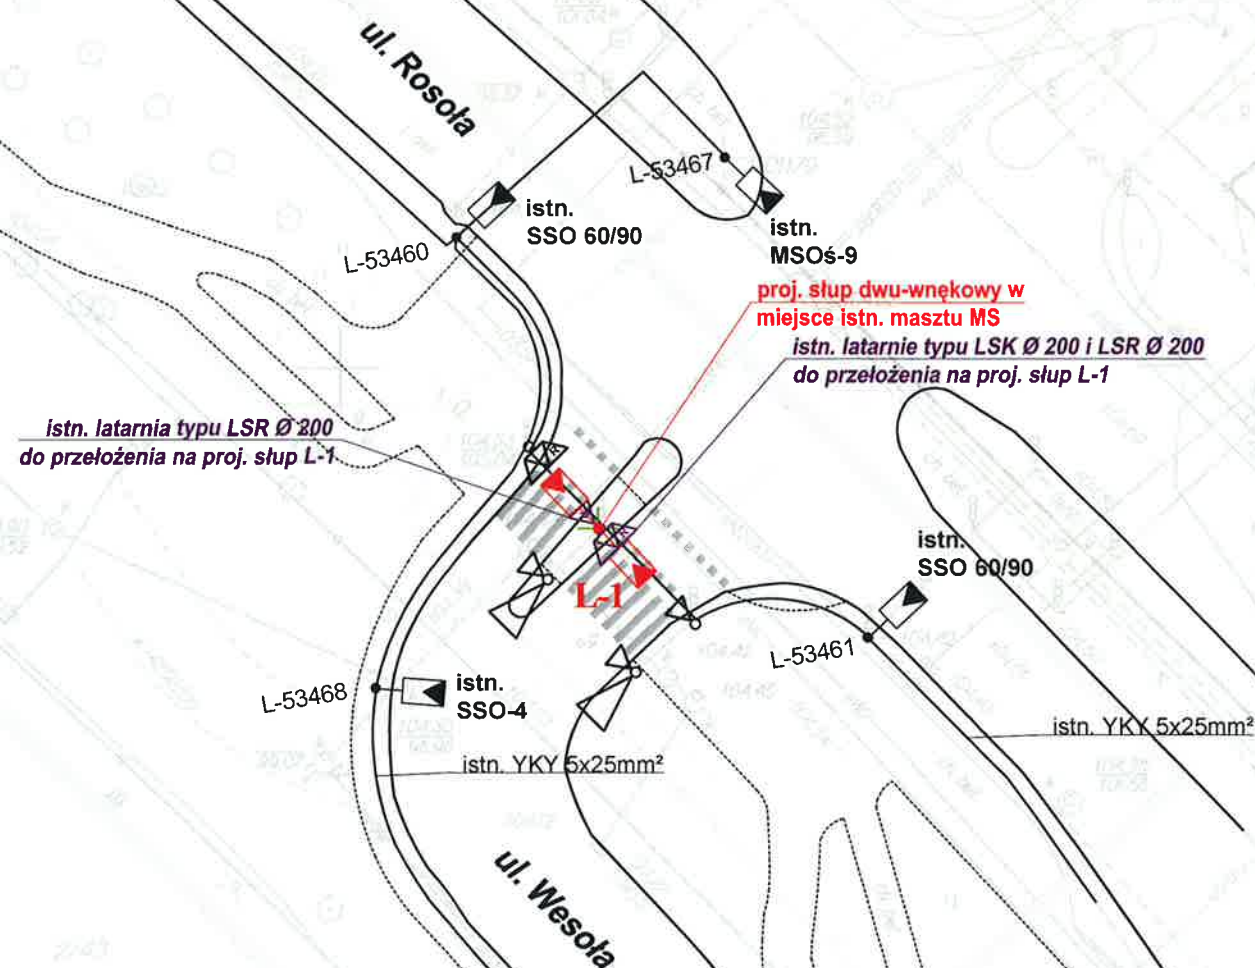 ul. Rosoła
L-53467
istn.
SSO 60/90
L-53460
istn.
MSOś-9
proj. słup dwu-wnękowy w
miejsce istn. masztu MS
istn. latarnie typu LSK Ø 200 i LSR Ø 200
do przełożenia na proj. słup L-1
istn. latarnia typu LSR Ø 200
do przełożenia na proj. słup L-1
istn.
SSO 60/90
L-1
L-53461
L-53468
istn.
SSO-4
istn. YKY 5x25mm²
istn. YKY 5x25mm²
ul. Wesoła